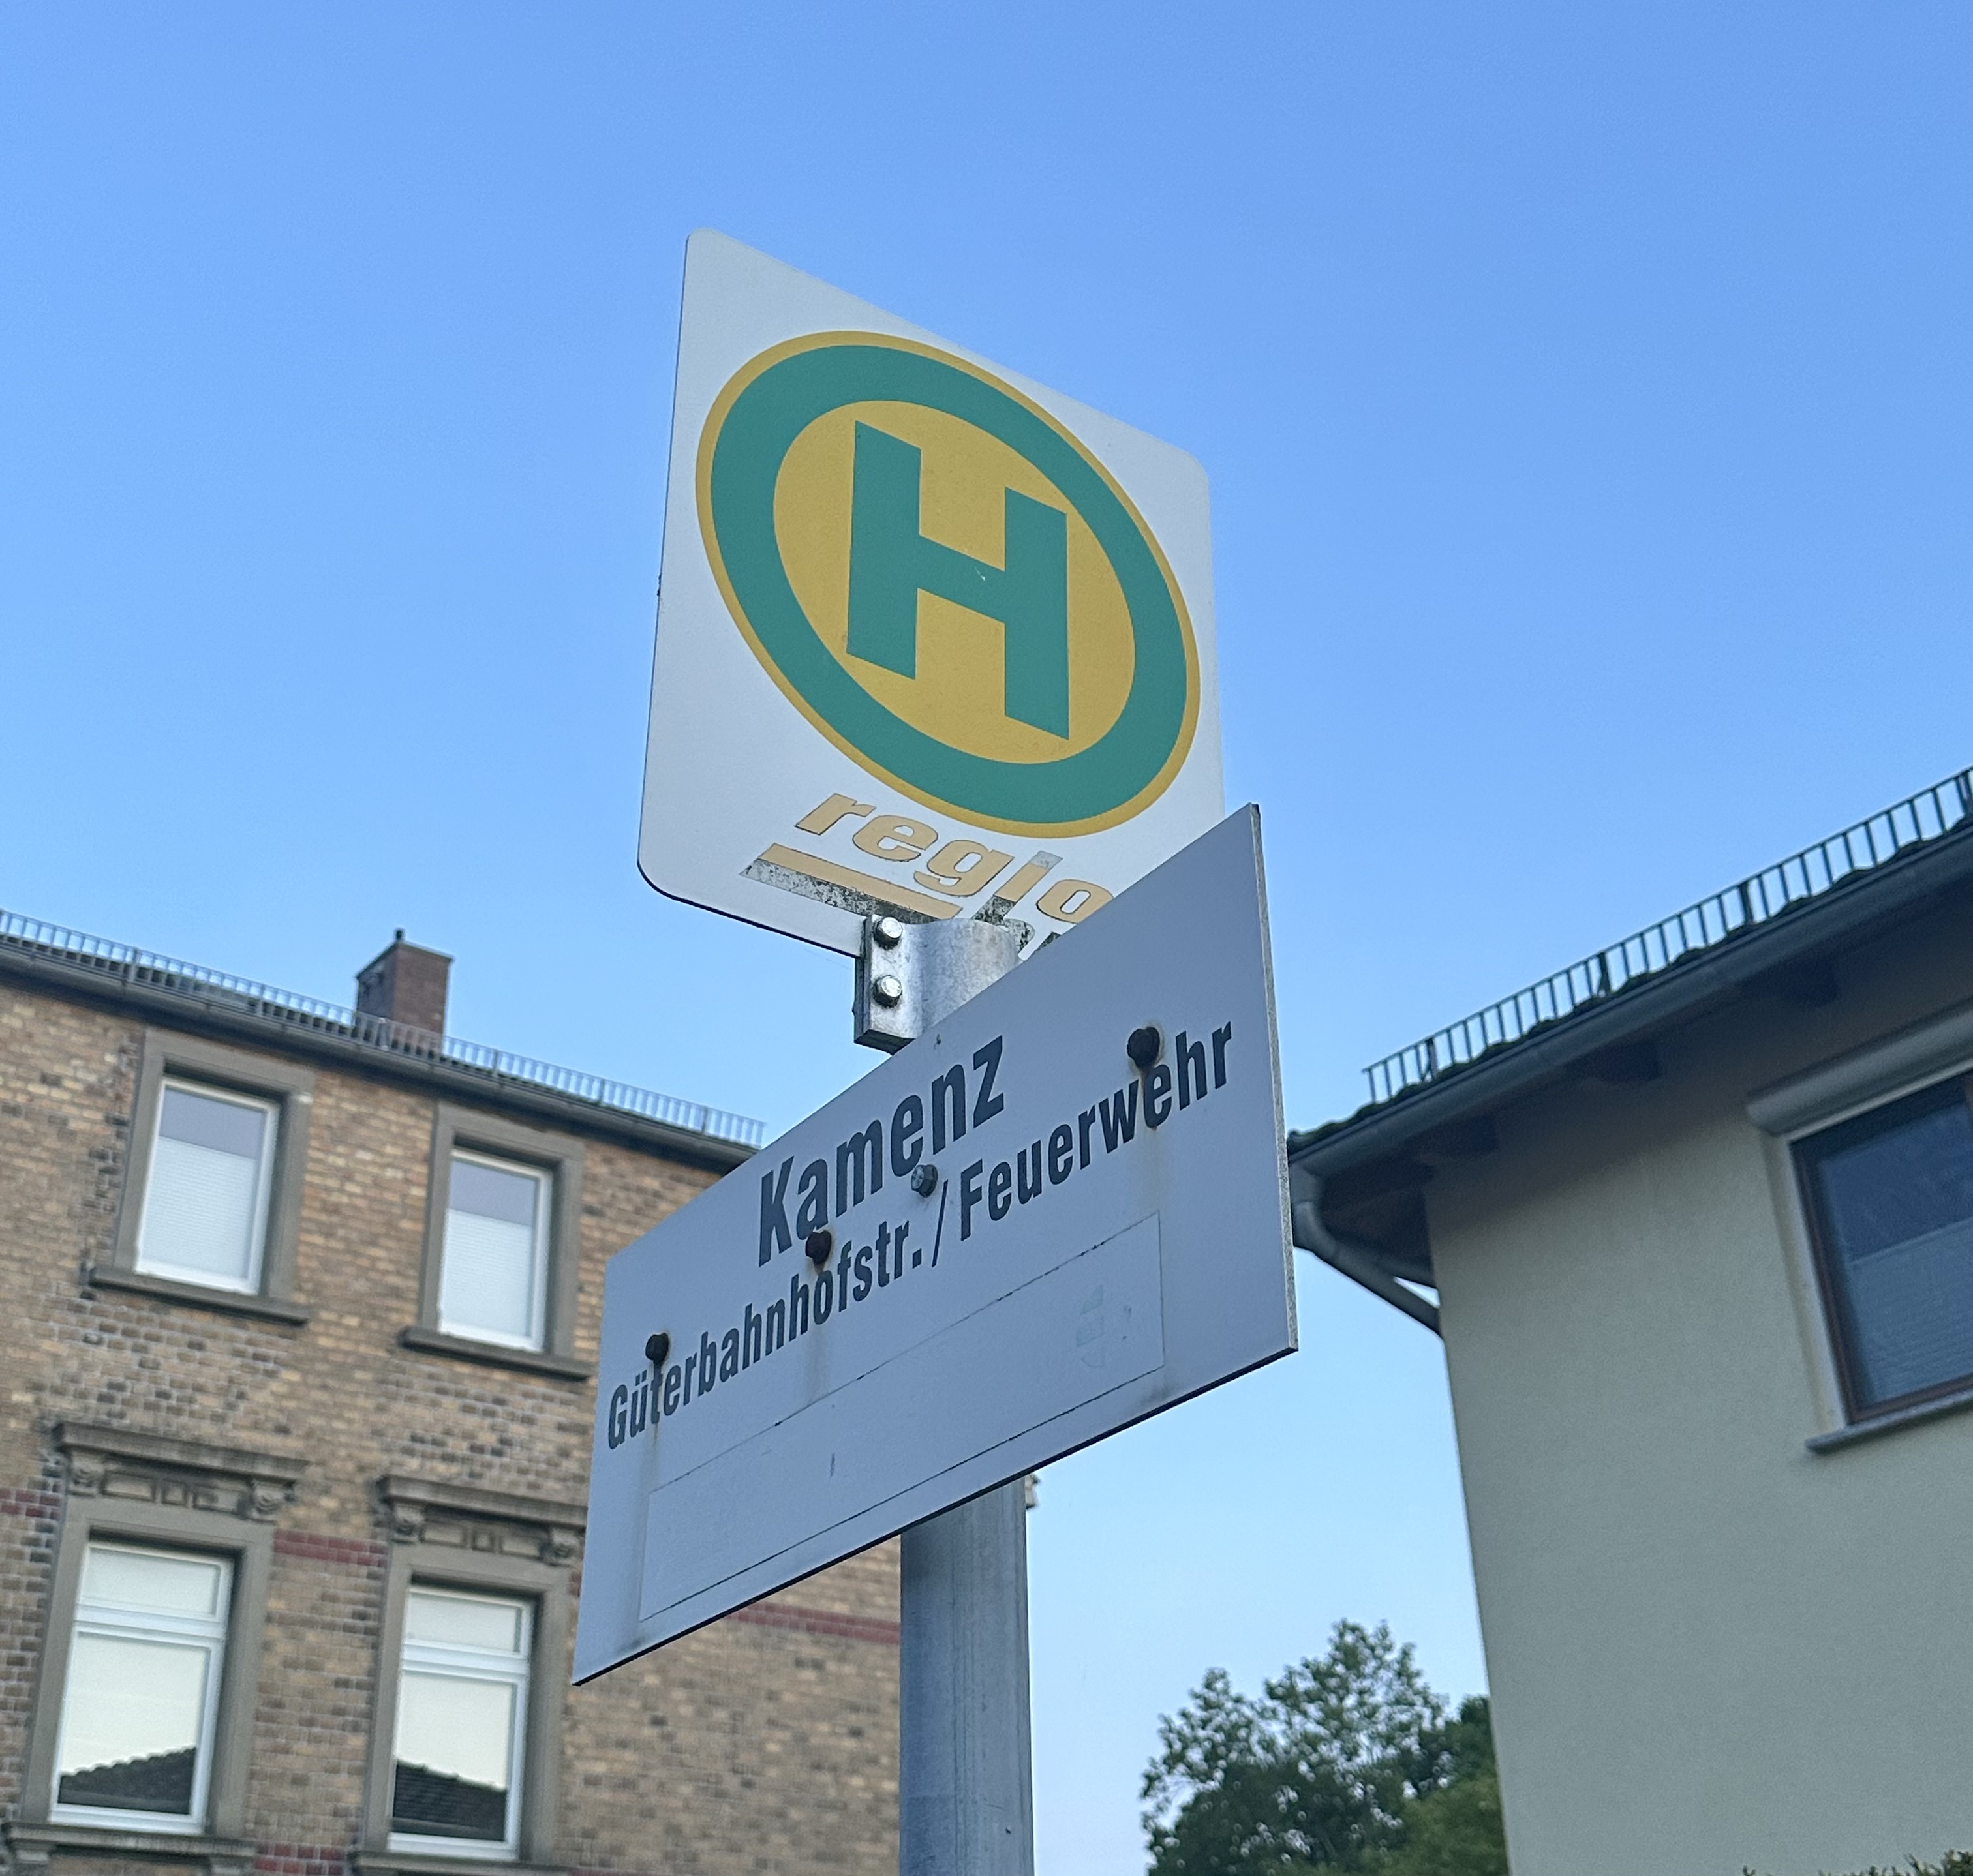 H
regio
Kamenz
Güterbahnhofstr. / Feuerwehr